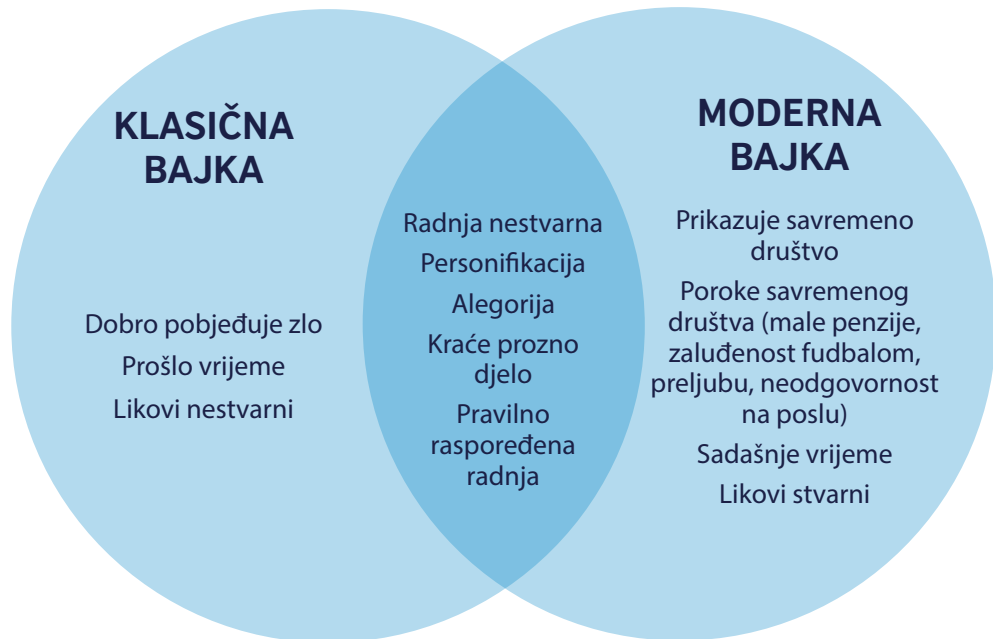 KLASIČNA
BAJKA
Dobro pobjeđuje zlo
Prošlo vrijeme
Likovi nestvarni
Radnja nestvarna
Personifikacija
Alegorija
Kraće prozno
djelo
Pravilno
raspoređena
radnja
MODERNA
BAJKA
Prikazuje savremeno
društvo
Poroke savremenog
društva (male penzije,
zaluđenost fudbalom,
preljubu, neodgovornost
na poslu)
Sadašnje vrijeme
Likovi stvarni